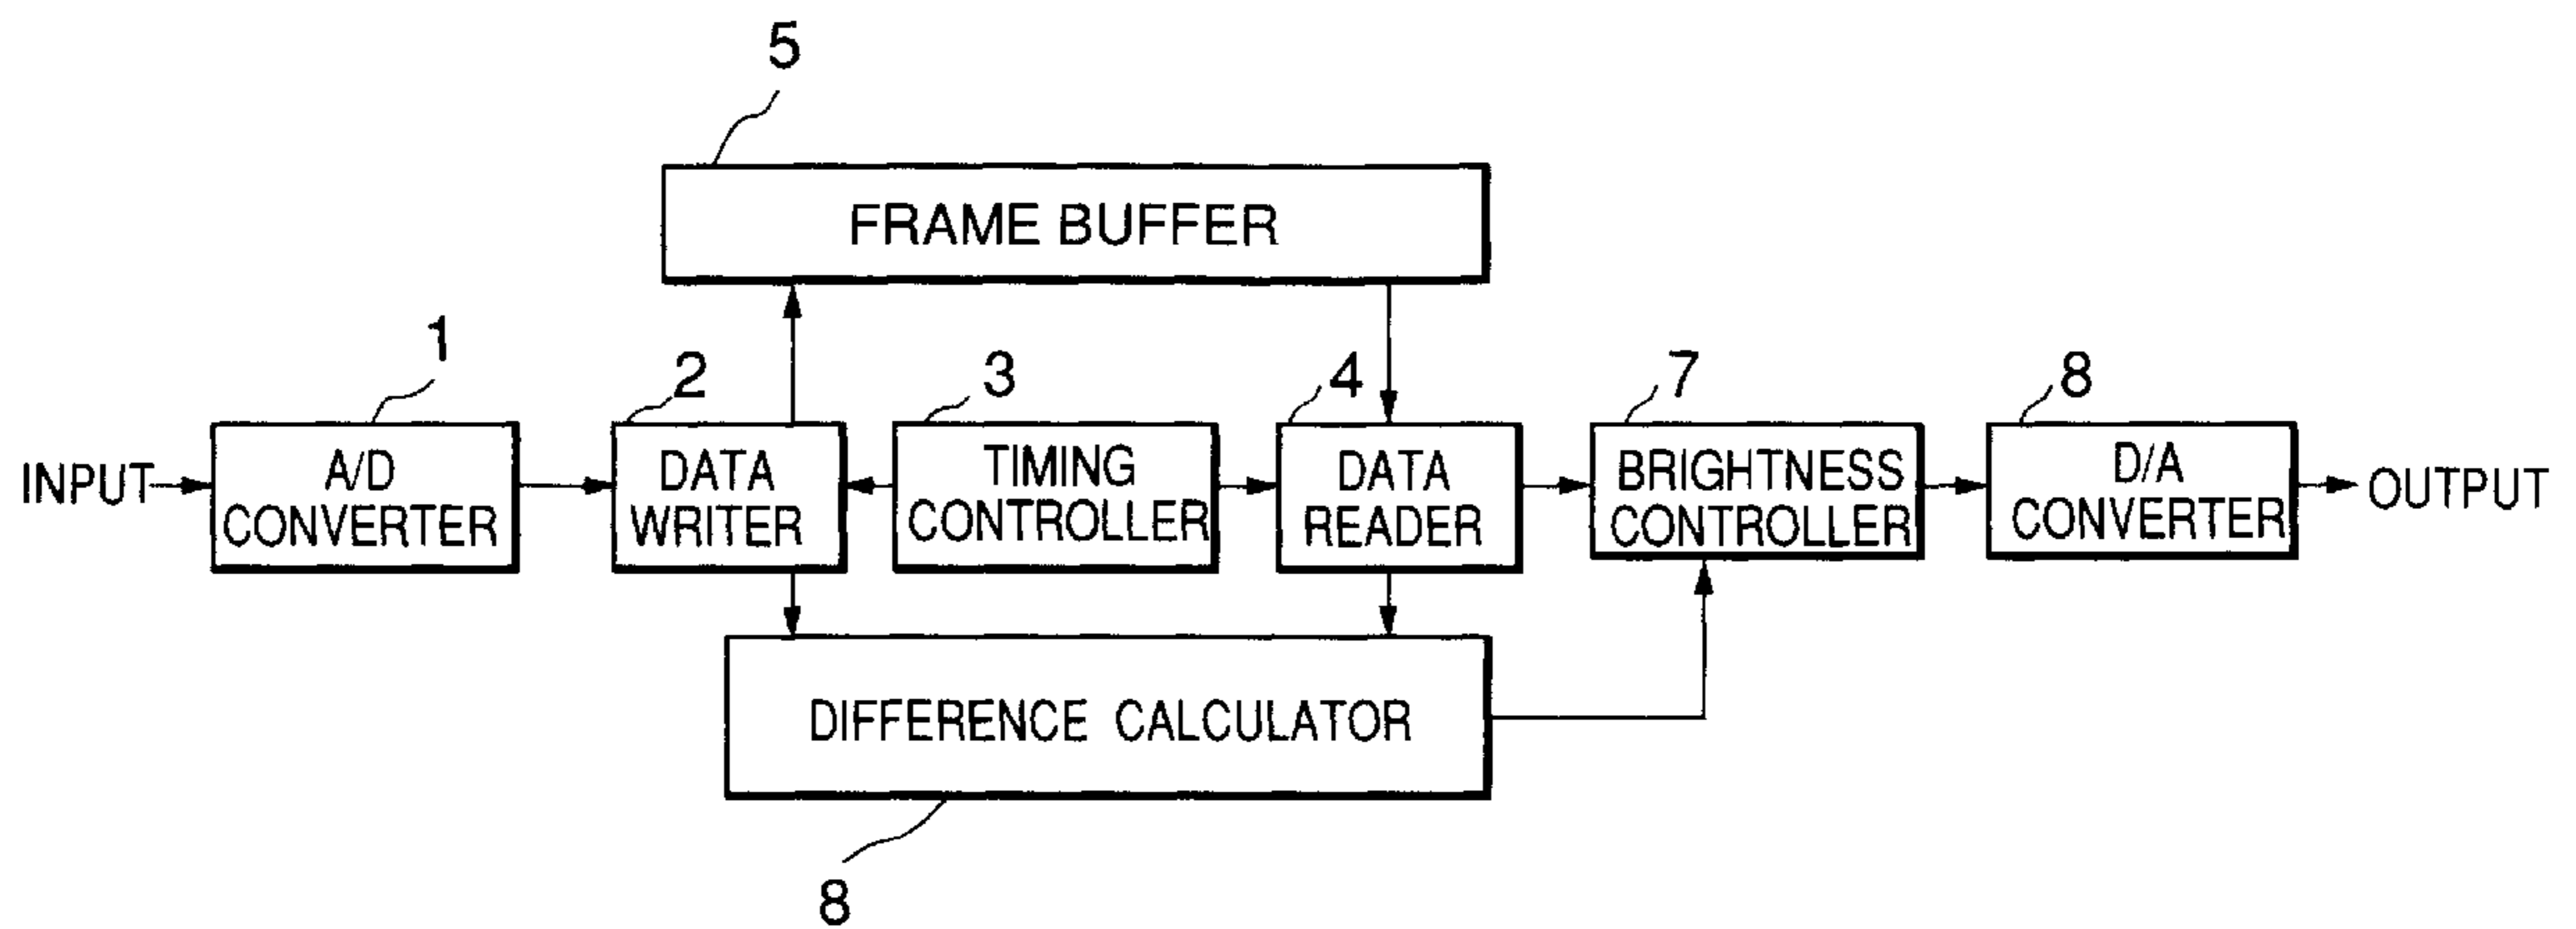 5
FRAME BUFFER
1
2
3
4
7
8
INPUT
A/D
CONVERTER
DATA
WRITER
TIMING
CONTROLLER
DATA
READER
BRIGHTNESS
CONTROLLER
D/A
CONVERTER
OUTPUT
DIFFERENCE CALCULATOR
8